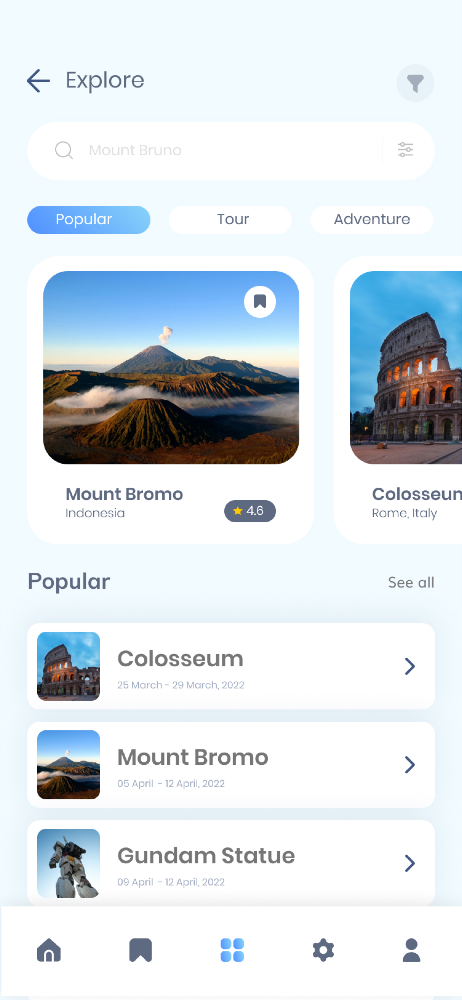 Explore
Mount Bruno
Popular
Tour
Adventure
Mount Bromo
Indonesia
4.6
Rome, Italy
Popular
See all
Colosseum
25 March - 29 March, 2022
Mount Bromo
05 April - 12 April, 2022
Gundam Statue
09 April - 12 April, 2022